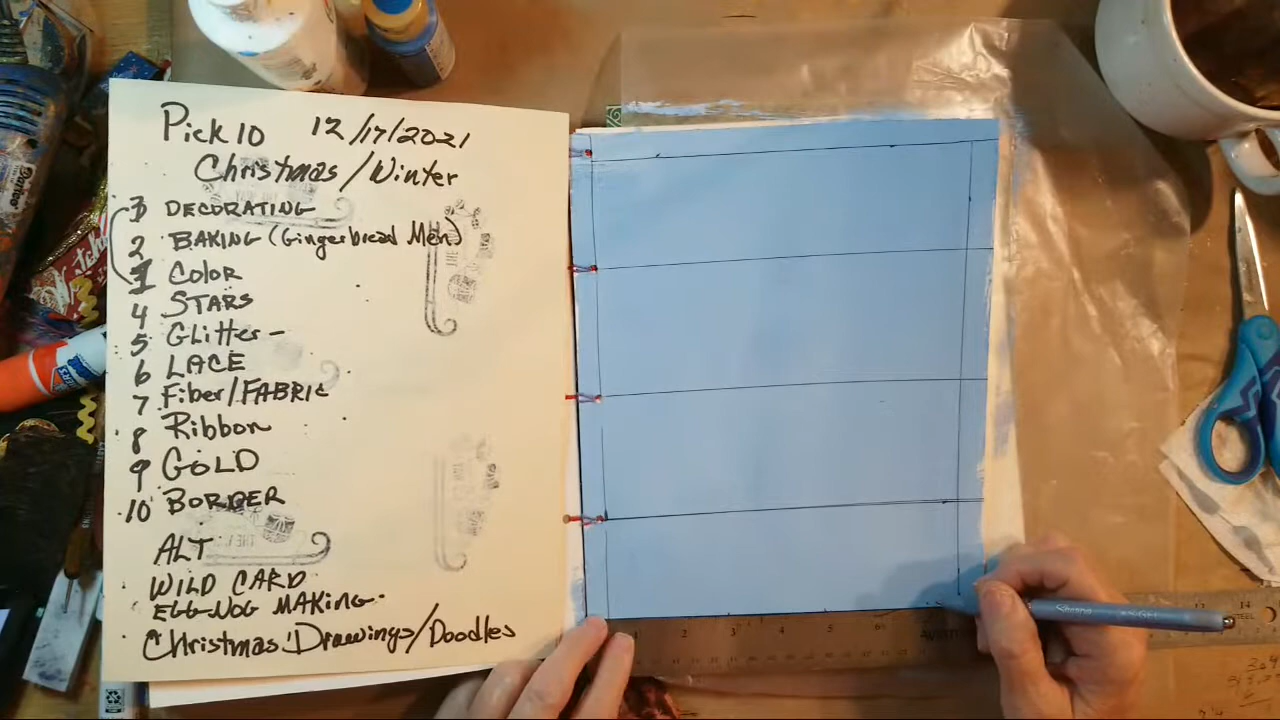 Pick 10 12/17/2021
Christmas/Winter
3 DECORATING
2 BAKING (Gingerbread Men)
1 Color
4 STARS
5 Glitter-
6 LACE
7 Fiber/FABRIC
8 Ribbon
9 GOLD
10 BORDER
ALT
WILD CARD
EGG-NOG MAKING.
Christmas Drawings/Doodles